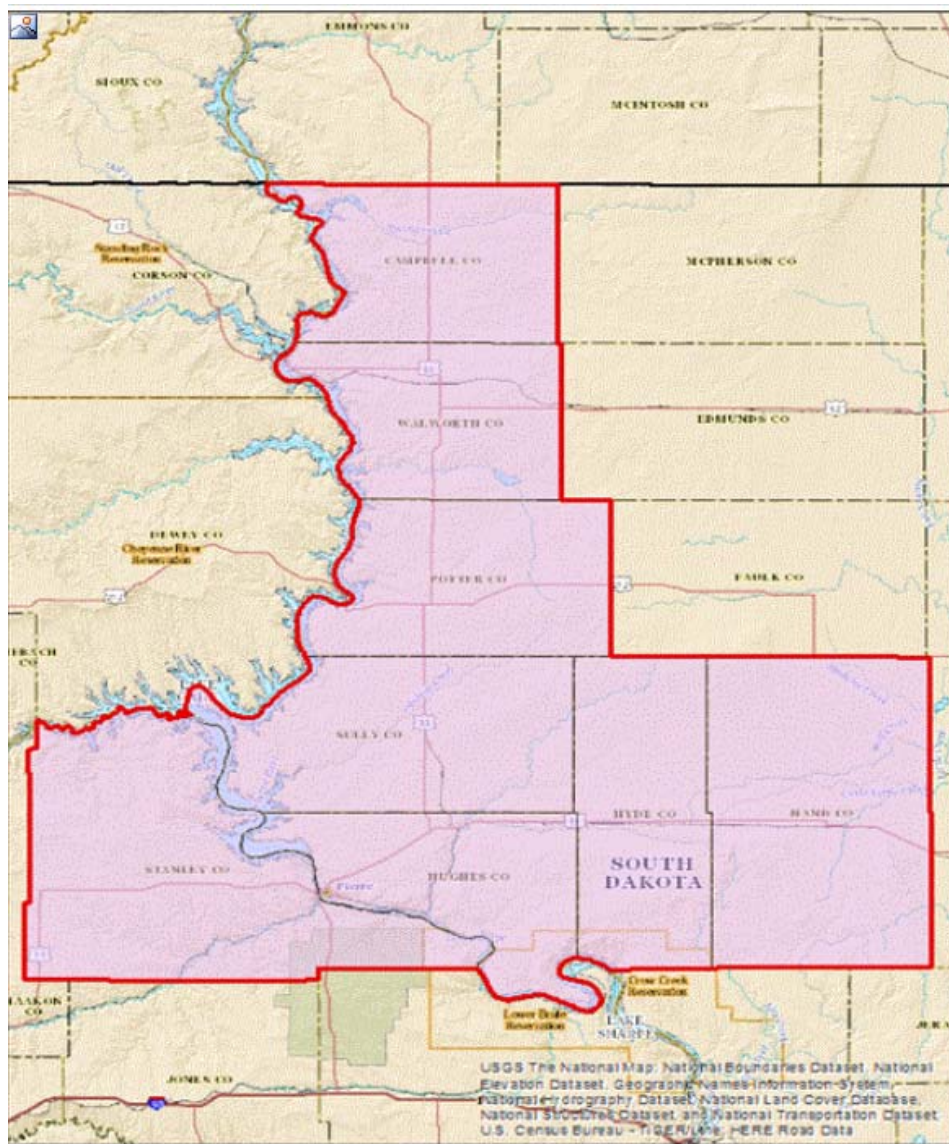 EMMONS CO
SIOUX CO
MCINTOSH CO
12
Standing Rock
Reservation
CORSON CO
CAMPBELL CO
MCPHERSON CO
WALWORTH CO
EDMUNDS CO
DEWEY CO
Cheyenne River
Reservation
POTTER CO
FAULK CO
CO
SULLY CO
HYDE CO
HAND CO
STANLEY CO
HUGHES CO
SOUTH
DAKOTA
Pierre
Crow Creek
Reservation
Lower Brule
Reservation
LAKE
SHARPE
CO
JONES CO
USGS The National Map: National Boundaries Dataset, National
Elevation Dataset, Geographic Names Information System,
National Hydrography Dataset, National Land Cover Database,
National Structures Dataset, and National Transportation Dataset
U.S. Census Bureau - TIGER/Line; HERE Road Data